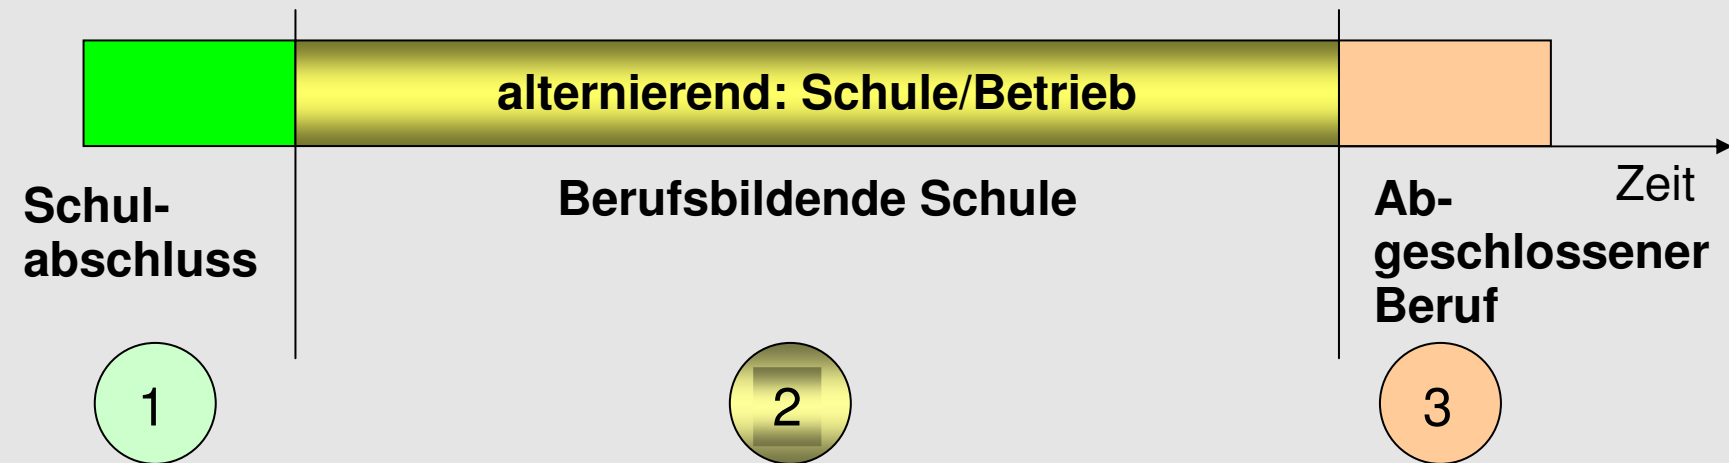 alternierend: Schule/Betrieb
Zeit
Schul-
abschluss
Berufsbildende Schule
Ab-
geschlossener
Beruf
1
2
3